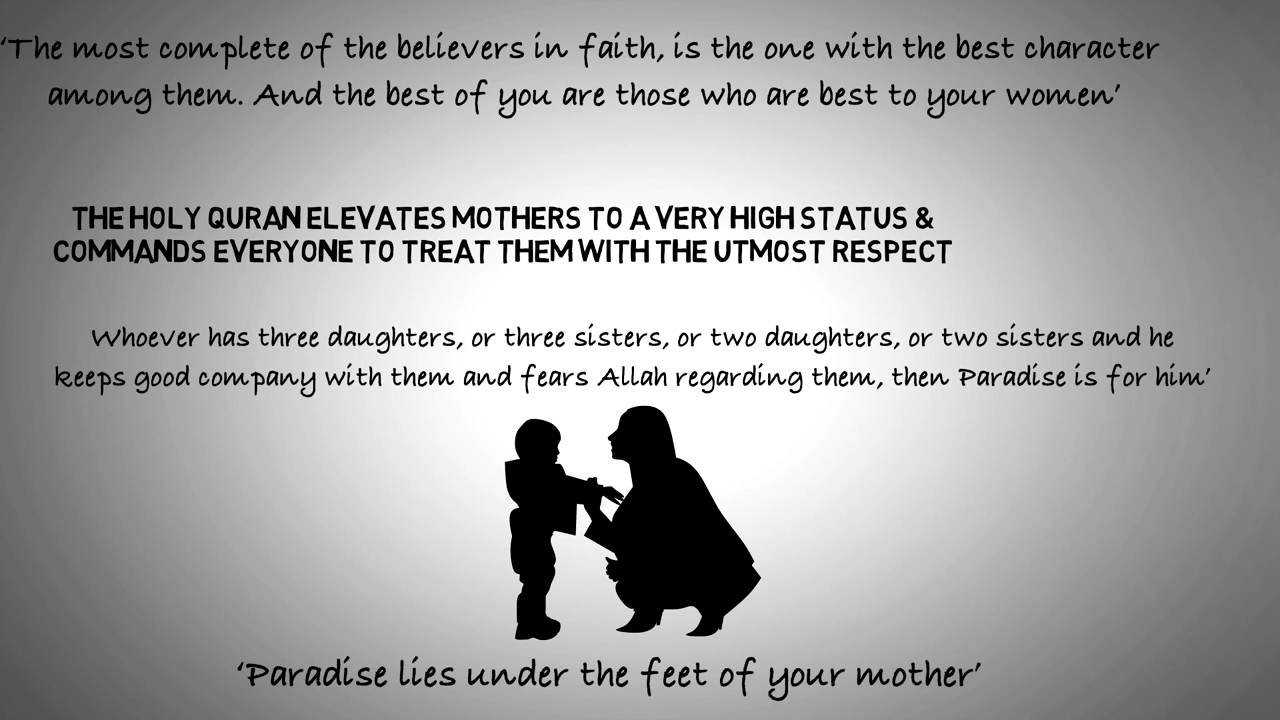 ‘The most complete of the believers in faith, is the one with the best character
among them. And the best of you are those who are best to your women’
THE HOLY QURAN ELEVATES MOTHERS TO A VERY HIGH STATUS &
COMMANDS EVERYONE TO TREAT THEM WITH THE UTMOST RESPECT
Whoever has three daughters, or three sisters, or two daughters, or two sisters and he
keeps good company with them and fears Allah regarding them, then Paradise is for him’
‘Paradise lies under the feet of your mother’